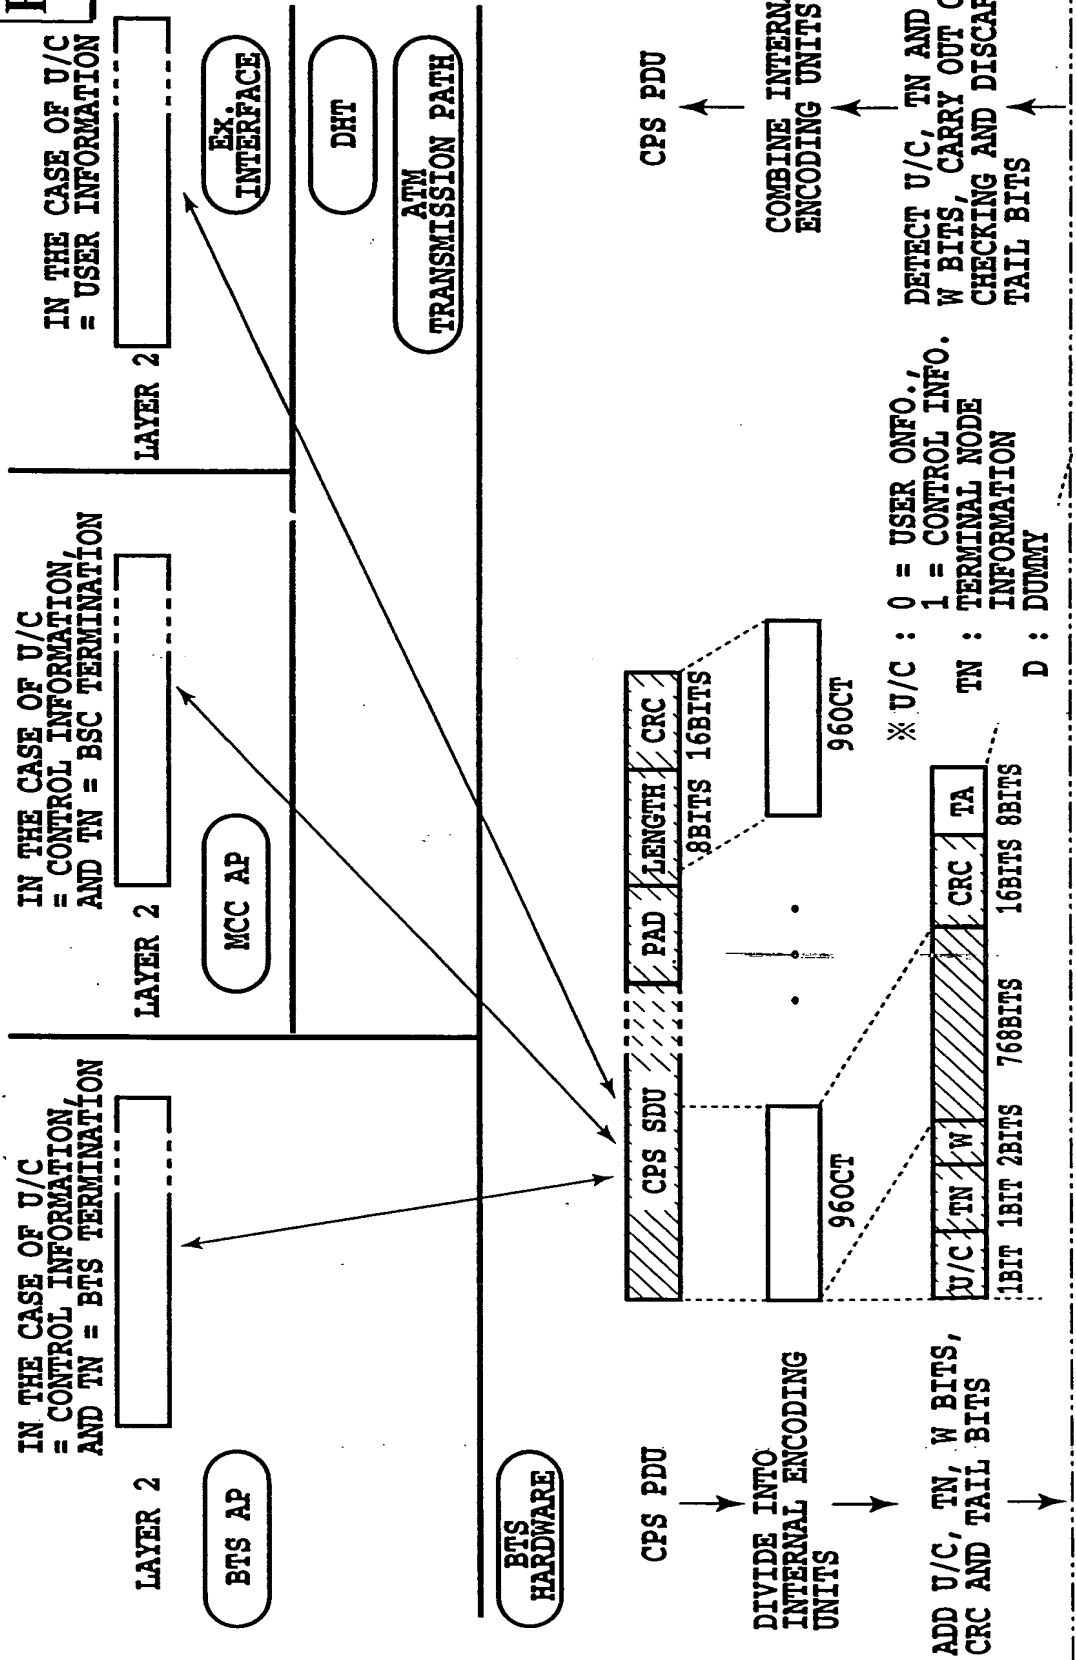 IN THE CASE OF U/C
= CONTROL INFORMATION,
AND TN = BTS TERMINATION
LAYER 2
BTS AP
IN THE CASE OF U/C
= CONTROL INFORMATION,
AND TN = BSC TERMINATION
LAYER 2
MCC AP
IN THE CASE OF U/C
= USER INFORMATION
LAYER 2
EX.
INTERFACE
DHT
ATM
TRANSMISSION PATH
BTS
HARDWARE
CPS PDU
CPS SDU
PAD
LENGTH
CRC
8BITS 16BITS
CPS PDU
DIVIDE INTO
INTERNAL ENCODING
UNITS
96OCT
96OCT
COMBINE INTERNA
ENCODING UNITS
ADD U/C, TN, W BITS,
CRC AND TAIL BITS
U/C TN W CRC TA
1BIT 1BIT 2BITS 768BITS 16BITS 8BITS
※U/C : 0 = USER ONFO.,
1 = CONTROL INFO.
TN : TERMINAL NODE
INFORMATION
D : DUMMY
DETECT U/C, TN AND
W BITS, CARRY OUT C
CHECKING AND DISCAR
TAIL BITS